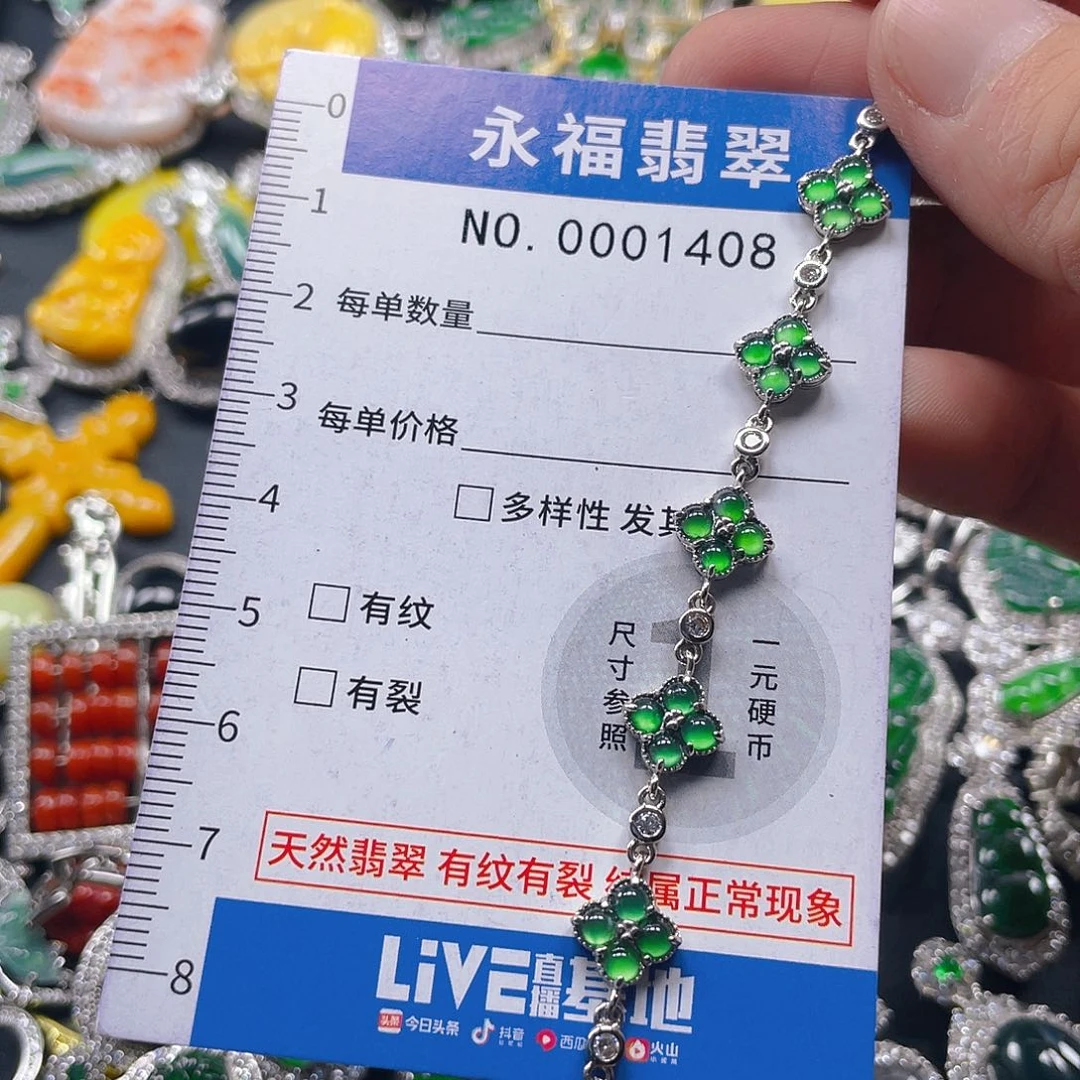 永福翡翠
NO. 0001408
0
1
2
3
4
5
6
7
8
每单数量
每单价格
多样性 发
有纹
有裂
尺寸参照
1
一元硬币
天然翡翠 有纹有裂 属正常现象
LiVE直播基地
今日头条 抖音 西瓜 火山